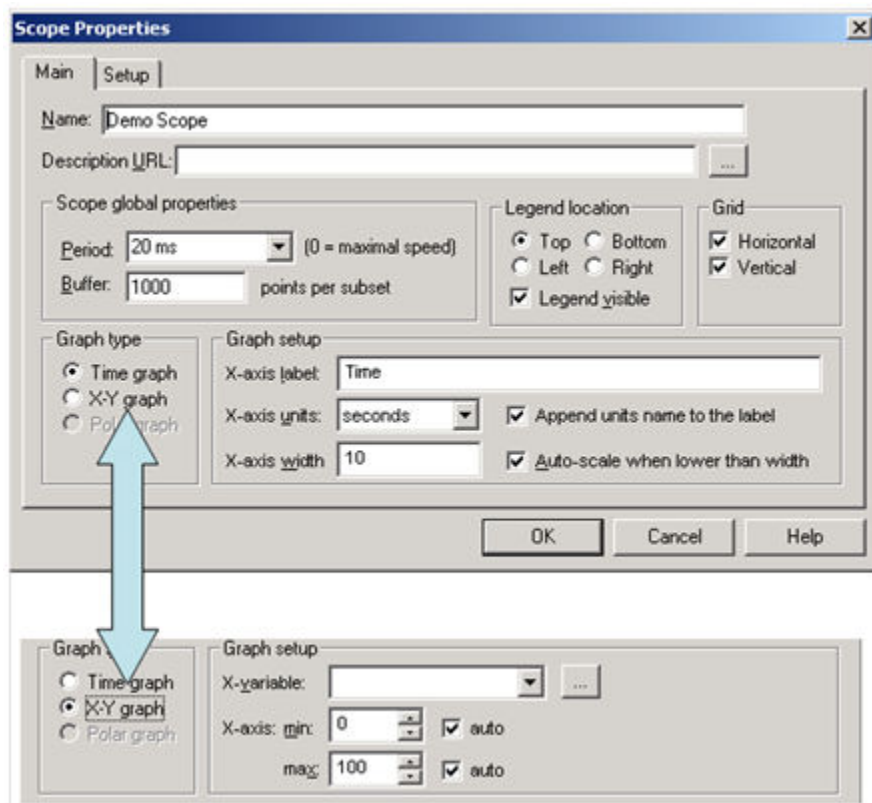 Scope Properties
Main Setup
Name: Demo Scope
Description URL: ...
Scope global properties
Period: 20 ms (0 = maximal speed)
Buffer: 1000 points per subset
Legend location
Top Bottom
Left Right
Legend visible
Grid
Horizontal
Vertical
Graph type
Time graph
X-Y graph
Polar graph
Graph setup
X-axis label: Time
X-axis units: seconds Append units name to the label
X-axis width 10 Auto-scale when lower than width
OK Cancel Help
Graph
Time graph
X-Y graph
Polar graph
Graph setup
X-variable: ...
X-axis: min: 0 auto
max: 100 auto